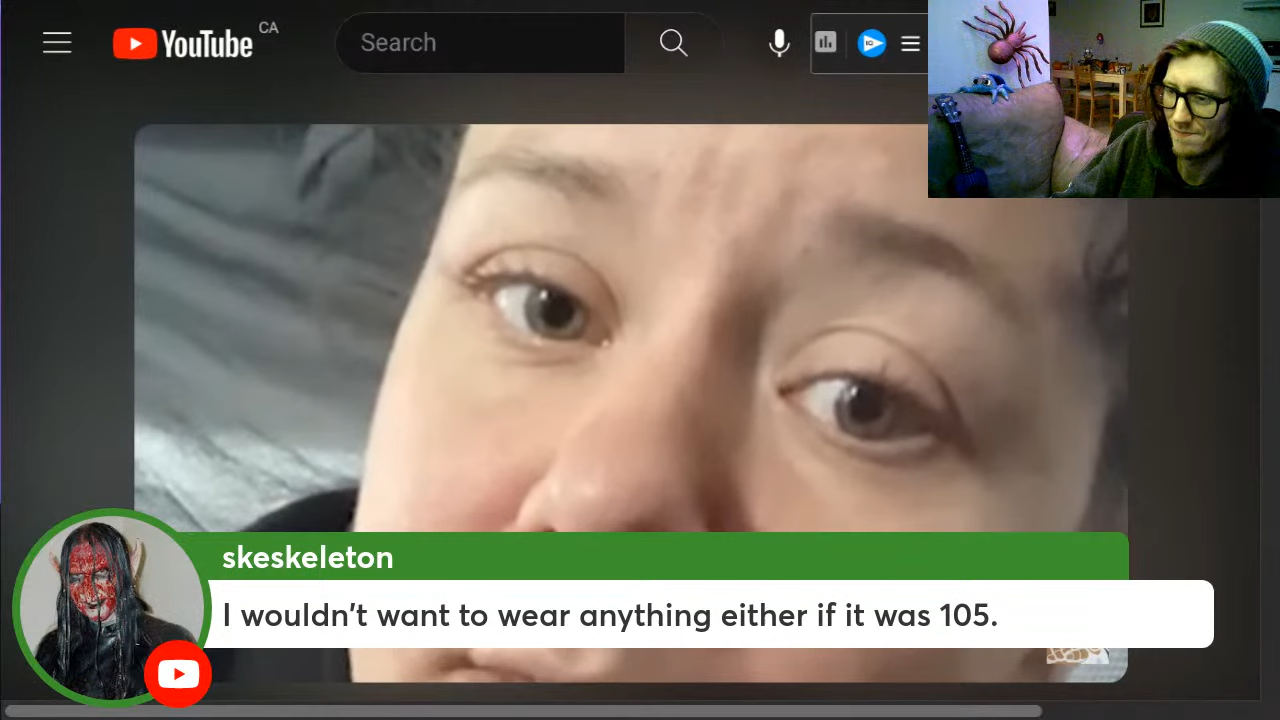 YouTube CA
Search
skeskeleton
I wouldn't want to wear anything either if it was 105.